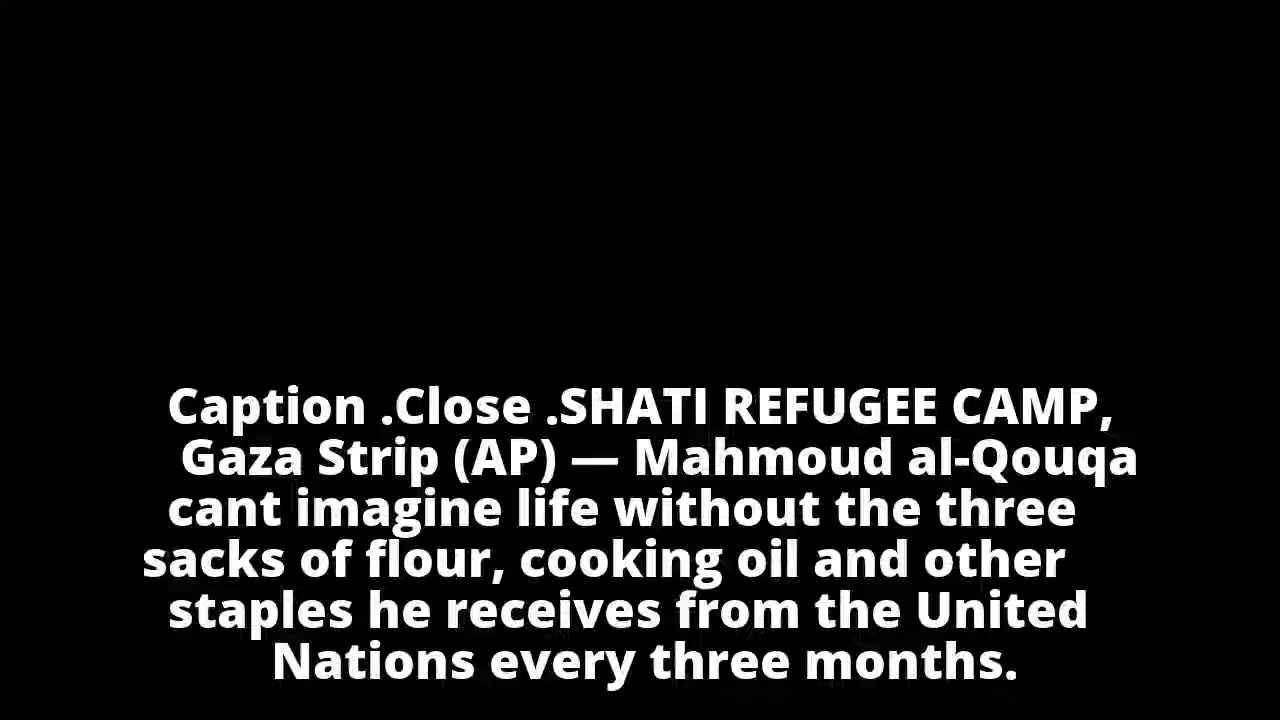 Caption .Close .SHATI REFUGEE CAMP,
Gaza Strip (AP) — Mahmoud al-Qouqa
cant imagine life without the three
sacks of flour, cooking oil and other
staples he receives from the United
Nations every three months.